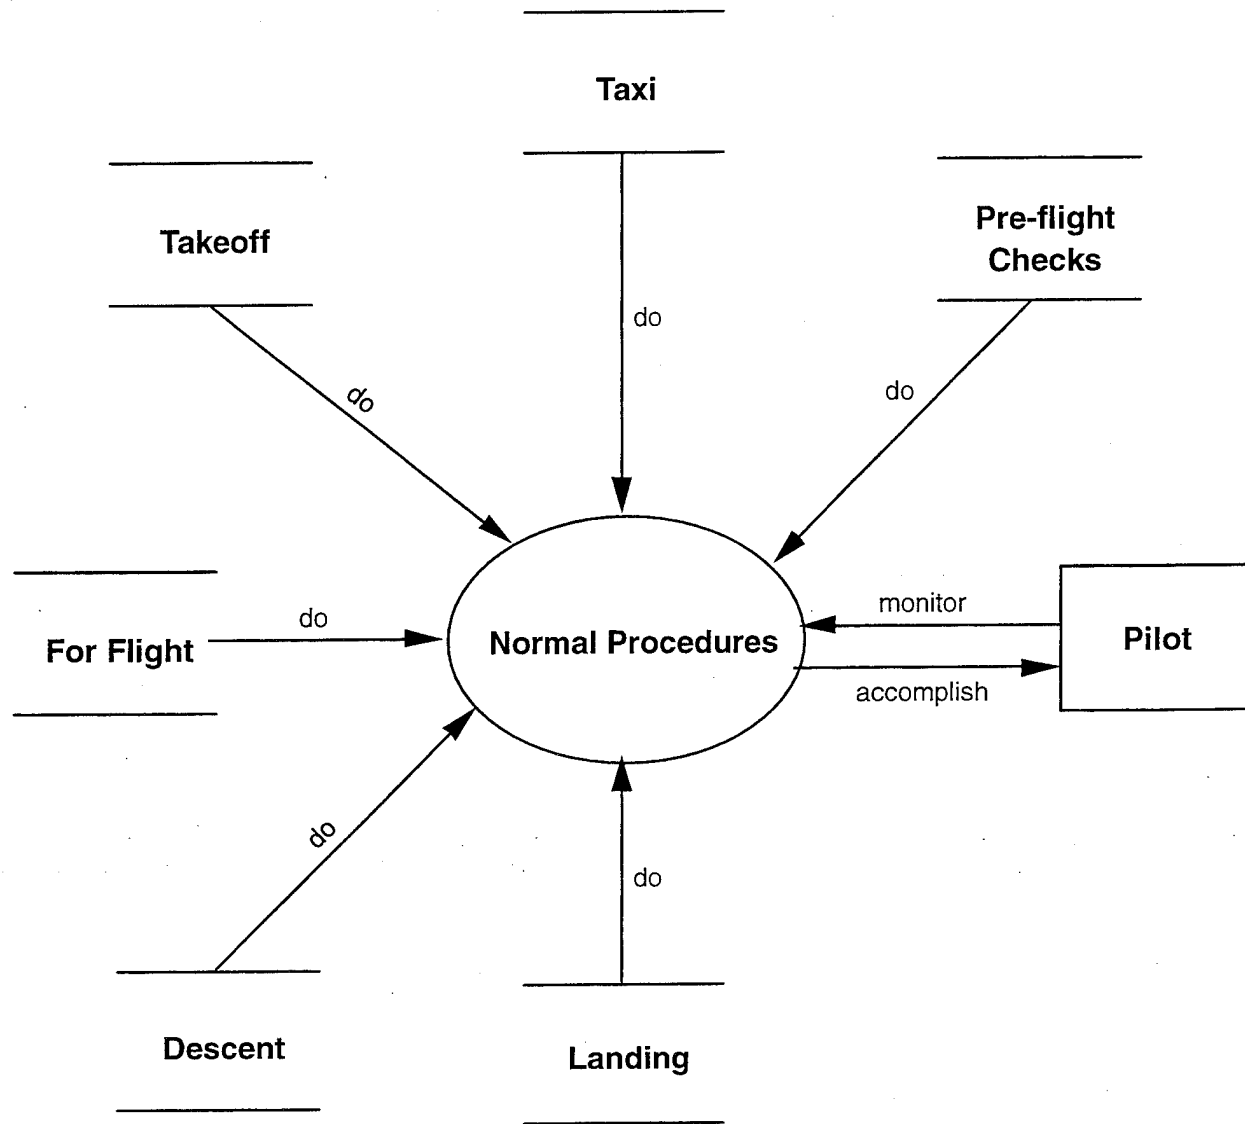 Taxi
Takeoff
Pre-flight
Checks
do
do
do
For Flight
do
Normal Procedures
monitor
accomplish
Pilot
do
do
Descent
Landing